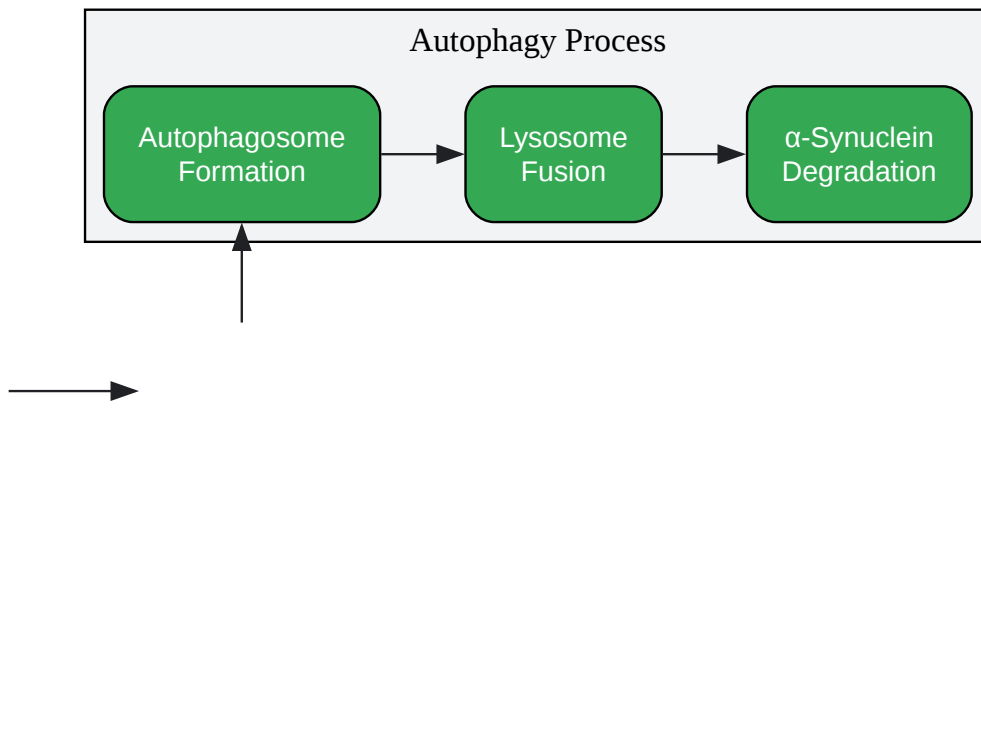 Autophagy Process
Autophagosome
Formation
Lysosome
Fusion
α-Synuclein
Degradation